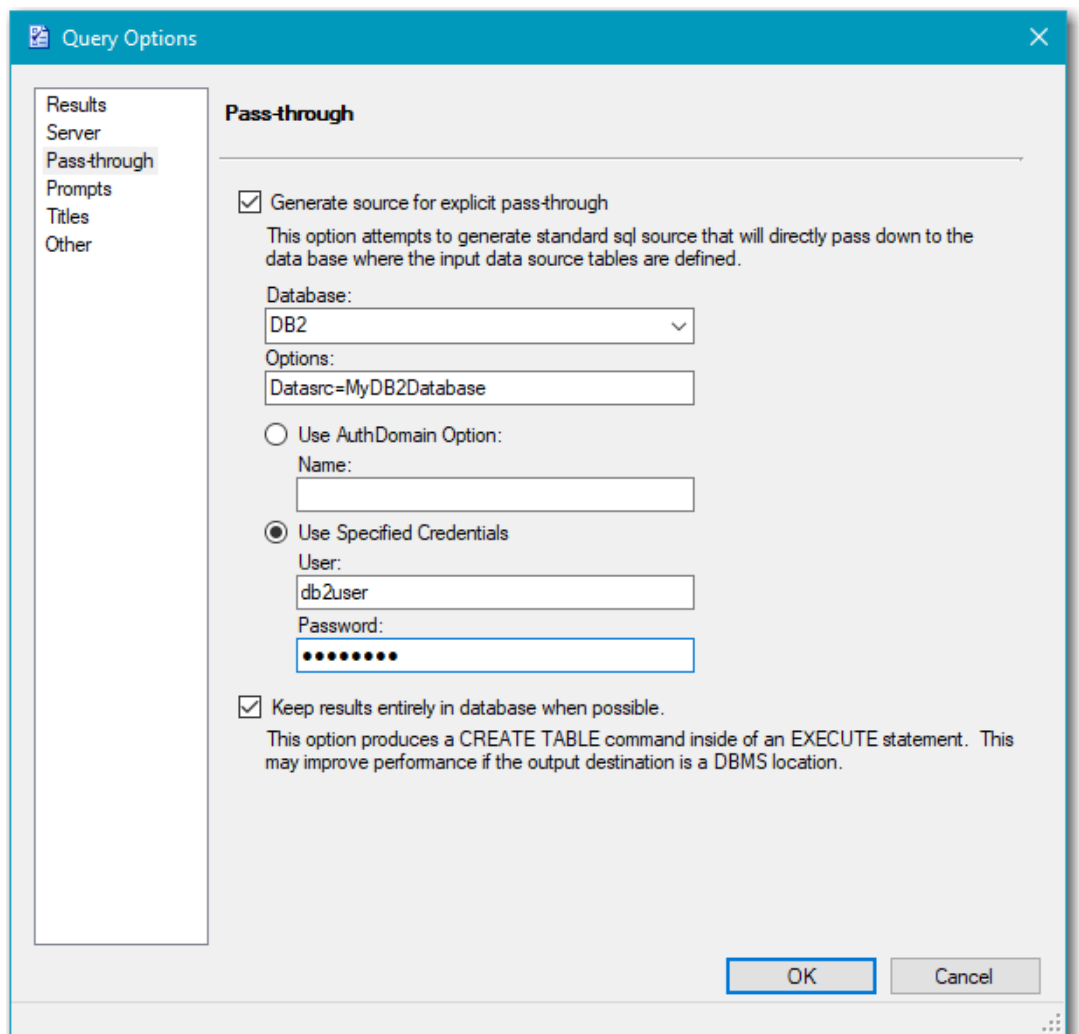 Query Options
Results
Server
Pass-through
Prompts
Titles
Other
Pass-through
Generate source for explicit pass-through
This option attempts to generate standard sql source that will directly pass down to the
data base where the input data source tables are defined.
Database:
DB2
Options:
Datasrc=MyDB2Database
Use AuthDomain Option:
Name:
Use Specified Credentials
User:
db2user
Password:
••••••••
Keep results entirely in database when possible.
This option produces a CREATE TABLE command inside of an EXECUTE statement.  This
may improve performance if the output destination is a DBMS location.
OK
Cancel